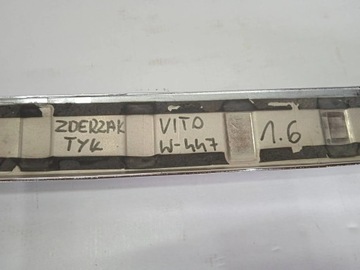 ZDERZAK VITO 1.6
TYK W-447